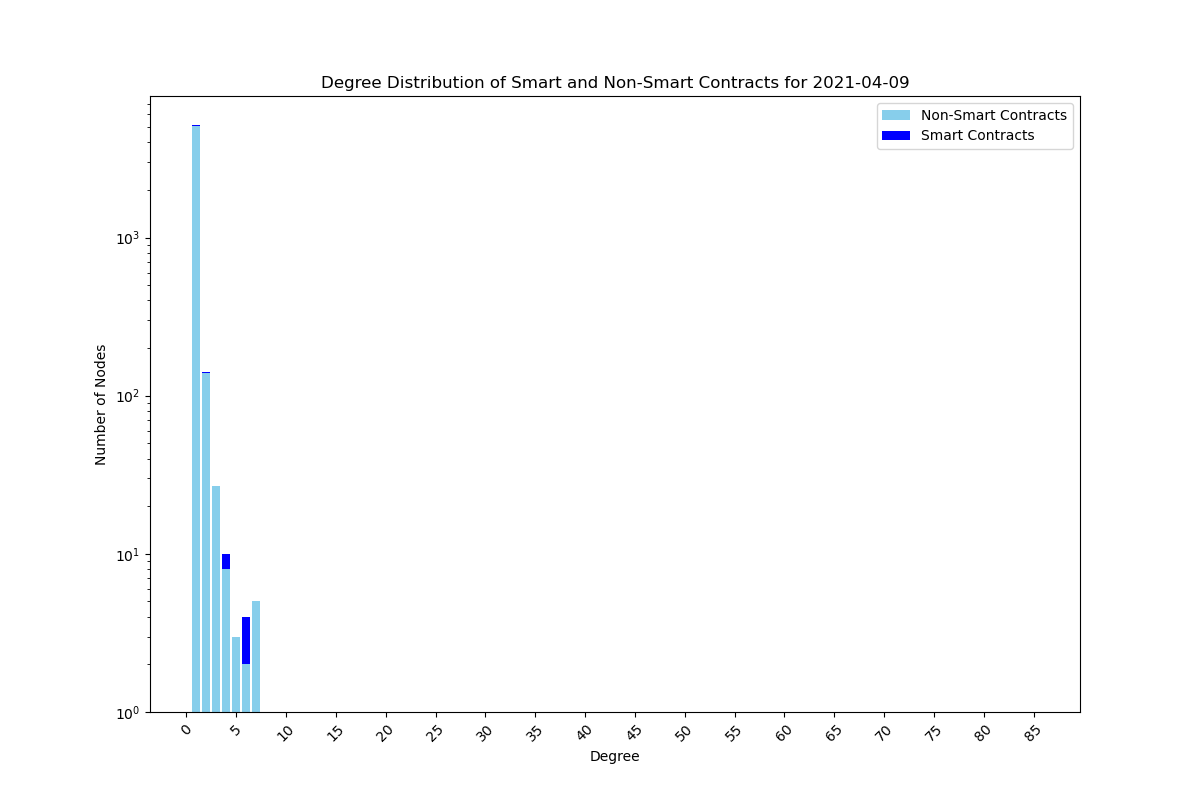 Degree Distribution of Smart and Non-Smart Contracts for 2021-04-09
Non-Smart Contracts
Smart Contracts
Number of Nodes
10³
10²
10¹
10⁰
0 5 10 15 20 25 30 35 40 45 50 55 60 65 70 75 80 85
Degree